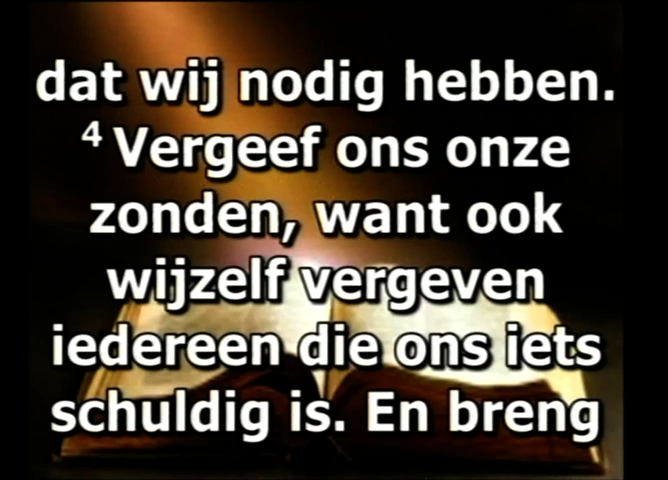 dat wij nodig hebben.
4 Vergeef ons onze
zonden, want ook
wijzelf vergeven
iedereen die ons iets
schuldig is. En breng